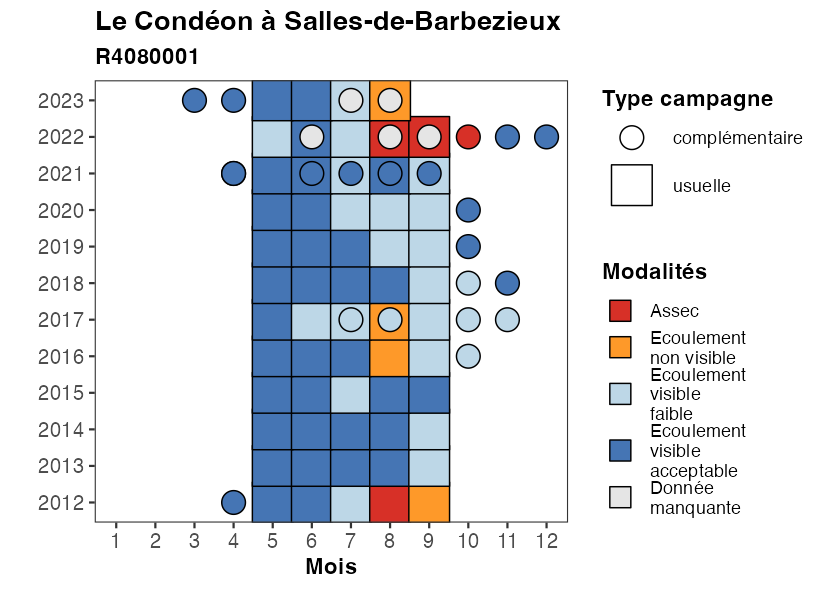 Le Condéon à Salles-de-Barbezieux
R4080001
2023
2022
2021
2020
2019
2018
2017
2016
2015
2014
2013
2012
1 2 3 4 5 6 7 8 9 10 11 12
Mois
Type campagne
complémentaire
usuelle
Modalités
Assec
Ecoulement
non visible
Ecoulement
visible
faible
Ecoulement
visible
acceptable
Donnée
manquante